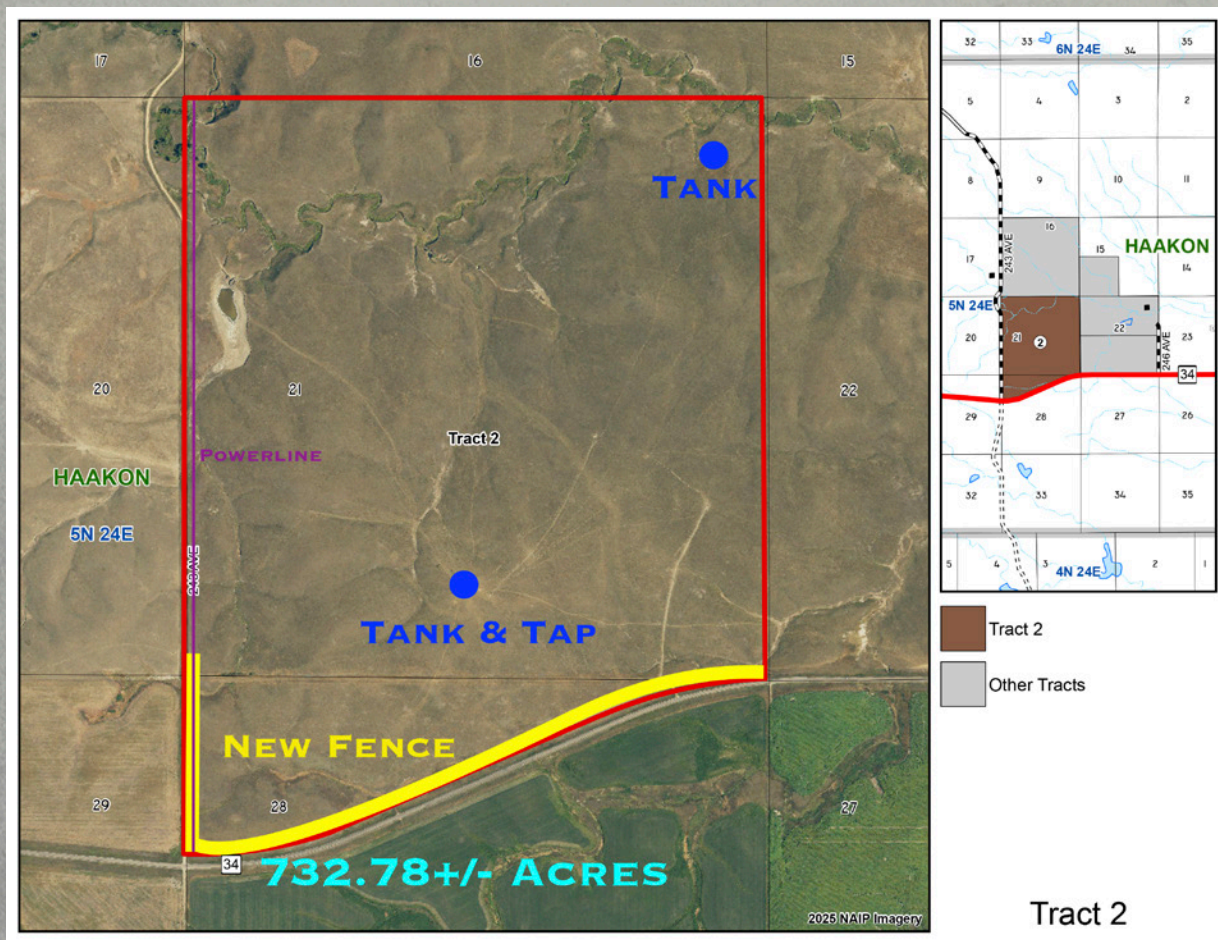 17
16
15
TANK
20
21
22
Tract 2
POWERLINE
HAAKON
5N 24E
243 AVE
TANK & TAP
NEW FENCE
29
28
27
34
732.78+/- ACRES
2025 NAIP Imagery
32
33
6N 24E
34
35
5
4
3
2
8
9
10
11
17
16
15
HAAKON
14
243 AVE
5N 24E
20
21
2
22
23
246 AVE
34
29
28
27
26
32
33
34
35
5
4
3
4N 24E
2
1
Tract 2
Other Tracts
Tract 2